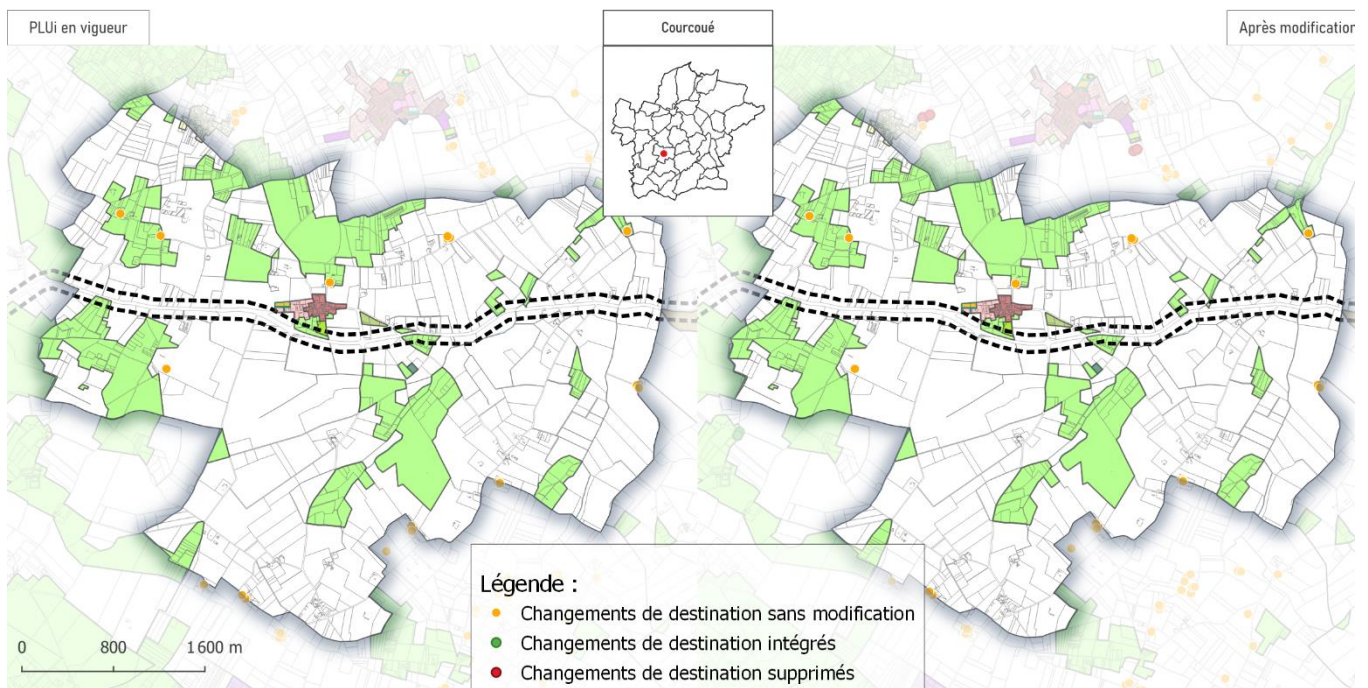 PLUi en vigueur
Courcoué
Après modification
Légende :
Changements de destination sans modification
Changements de destination intégrés
Changements de destination supprimés
0 800 1600 m